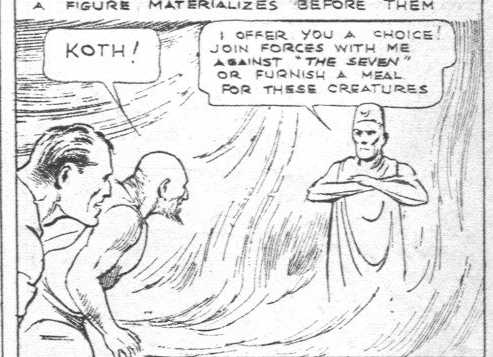 A FIGURE MATERIALIZES BEFORE THEM
KOTH!
I OFFER YOU A CHOICE!
JOIN FORCES WITH ME
AGAINST "THE SEVEN"
OR FURNISH A MEAL
FOR THESE CREATURES